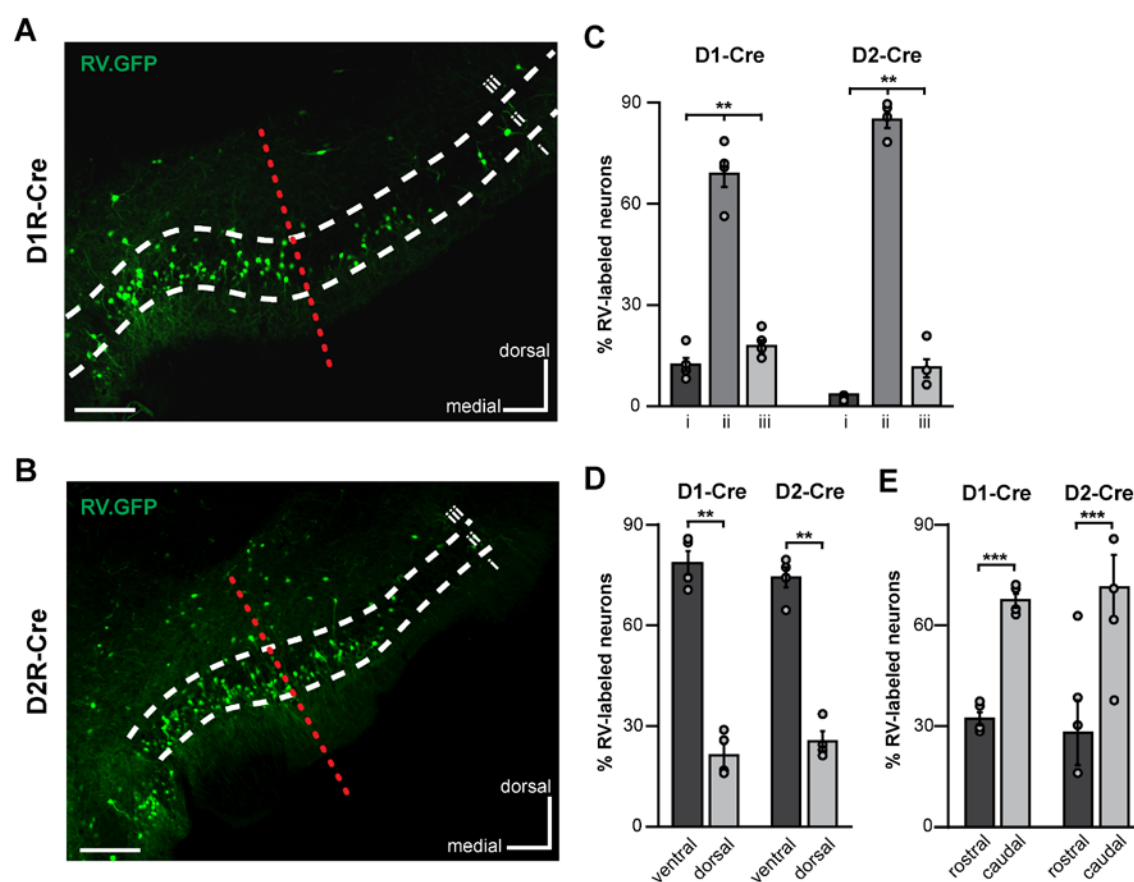 A
RV.GFP
iii
ii
i
D1R-Cre
dorsal
medial
B
RV.GFP
iii
ii
i
D2R-Cre
dorsal
medial
C
D1-Cre D2-Cre
** **
90
60
30
0
% RV-labeled neurons
i ii iii i ii iii
D
D1-Cre D2-Cre
** **
90
60
30
0
% RV-labeled neurons
ventral dorsal ventral dorsal
E
D1-Cre D2-Cre
*** ***
90
60
30
0
% RV-labeled neurons
rostral caudal rostral caudal